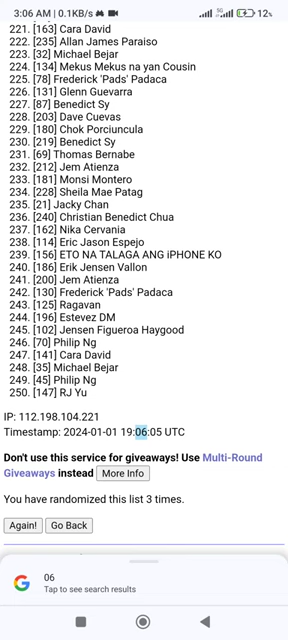 3:06 AM | 0.1KB/s
5G
12%
221. [163] Cara David
222. [235] Allan James Paraiso
223. [32] Michael Bejar
224. [134] Mekus Mekus na yan Cousin
225. [78] Frederick 'Pads' Padaca
226. [131] Glenn Guevarra
227. [87] Benedict Sy
228. [203] Dave Cuevas
229. [180] Chok Porciuncula
230. [219] Benedict Sy
231. [69] Thomas Bernabe
232. [212] Jem Atienza
233. [181] Monsi Montero
234. [228] Sheila Mae Patag
235. [21] Jacky Chan
236. [240] Christian Benedict Chua
237. [162] Nika Cervania
238. [114] Eric Jason Espejo
239. [156] ETO NA TALAGA ANG iPHONE KO
240. [186] Erik Jensen Vallon
241. [200] Jem Atienza
242. [130] Frederick 'Pads' Padaca
243. [125] Ragavan
244. [196] Estevez DM
245. [102] Jensen Figueroa Haygood
246. [70] Philip Ng
247. [141] Cara David
248. [35] Michael Bejar
249. [45] Philip Ng
250. [147] RJ Yu
IP: 112.198.104.221
Timestamp: 2024-01-01 19:06:05 UTC
Don't use this service for giveaways! Use Multi-Round
Giveaways instead More Info
You have randomized this list 3 times.
Again! Go Back
06
Tap to see search results